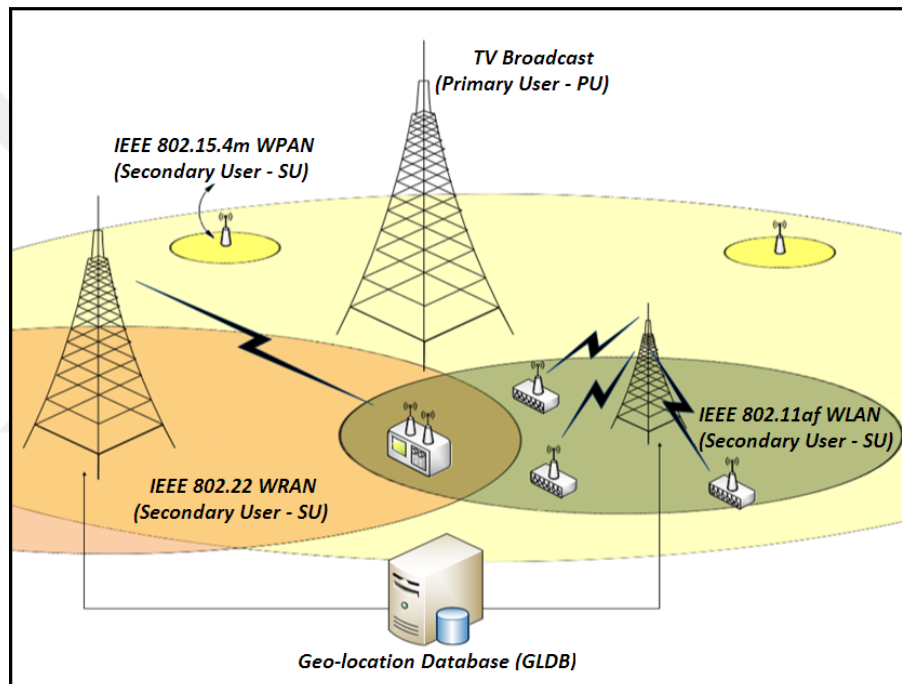 TV Broadcast
(Primary User - PU)
IEEE 802.15.4m WPAN
(Secondary User - SU)
IEEE 802.11af WLAN
(Secondary User - SU)
IEEE 802.22 WRAN
(Secondary User - SU)
Geo-location Database (GLDB)